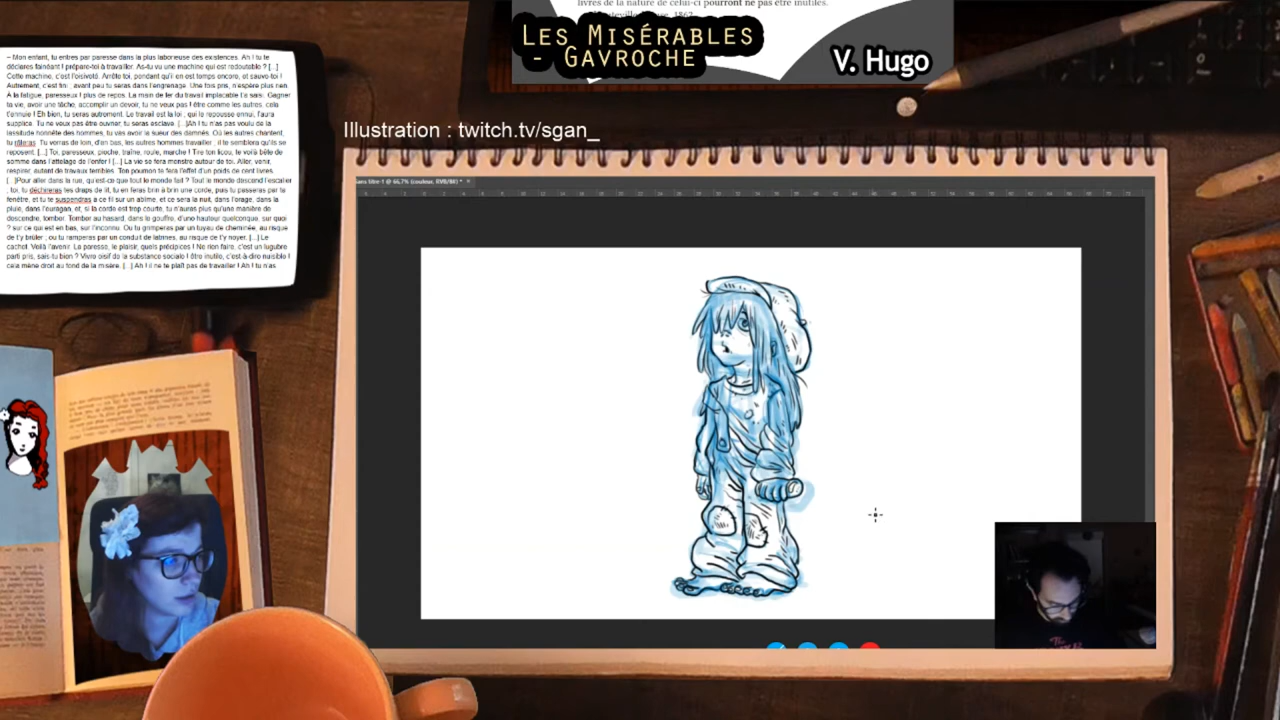 livres de la nature de celui-ci pourront ne pas être inutiles.
Hauteville-House, 1862.
LES MISÉRABLES
- GAVROCHE
V. Hugo
Illustration : twitch.tv/sgan_
– Mon enfant, tu entres par paresse dans la plus laborieuse des existences. Ah ! tu te
déclares fainéant ! prépare-toi à travailler. As-tu vu une machine qui est redoutable ? [...]
Cette machine, c'est l'oisiveté. Arrête toi, pendant qu'il en est temps encore, et sauve-toi !
Autrement, c'est fini ; avant peu tu seras dans l'engrenage. Une fois pris, n'espère plus rien.
À la fatigue, paresseux ! plus de repos. La main de fer du travail implacable t'a saisi. Gagner
ta vie, avoir une tâche, accomplir un devoir, tu ne veux pas ! être comme les autres, cela
t'ennuie ! Eh bien, tu seras autrement. Le travail est la loi ; qui le repousse ennui, l'aura
supplice. Tu ne veux pas être ouvrier, tu seras esclave. [...]Ah ! tu n'as pas voulu de la
lassitude honnête des hommes, tu vas avoir la sueur des damnés. Où les autres chantent,
tu râleras. Tu verras de loin, d'en bas, les autres hommes travailler ; il te semblera qu'ils se
reposent. [...] Toi, paresseux, pioche, traîne, roule, marche ! Tire ton licou, te voilà bête de
somme dans l'attelage de l'enfer ! [...] La vie se fera monstre autour de toi. Aller, venir,
respirer, autant de travaux terribles. Ton poumon te fera l'effet d'un poids de cent livres.
[...]Pour aller dans la rue, qu'est-ce que tout le monde fait ? Tout le monde descend l'escalier
; toi, tu déchireras tes draps de lit, tu en feras brin à brin une corde, puis tu passeras par ta
fenêtre, et tu te suspendras à ce fil sur un abîme, et ce sera la nuit, dans l'orage, dans la
pluie, dans l'ouragan, et, si la corde est trop courte, tu n'auras plus qu'une manière de
descendre, tomber. Tomber au hasard, dans le gouffre, d'une hauteur quelconque, sur quoi
? sur ce qui est en bas, sur l'inconnu. Ou tu grimperas par un tuyau de cheminée, au risque
de t'y brûler ; ou tu ramperas par un conduit de latrines, au risque de t'y noyer. [...] Le
cachot. Voilà l'avenir. La paresse, le plaisir, quels précipices ! Ne rien faire, c'est un lugubre
parti pris, sais-tu bien ? Vivre oisif de la substance sociale ! être inutile, c'est-à-dire nuisible !
cela mène droit au fond de la misère. [...] Ah ! il ne te plaît pas de travailler ! Ah ! tu n'as